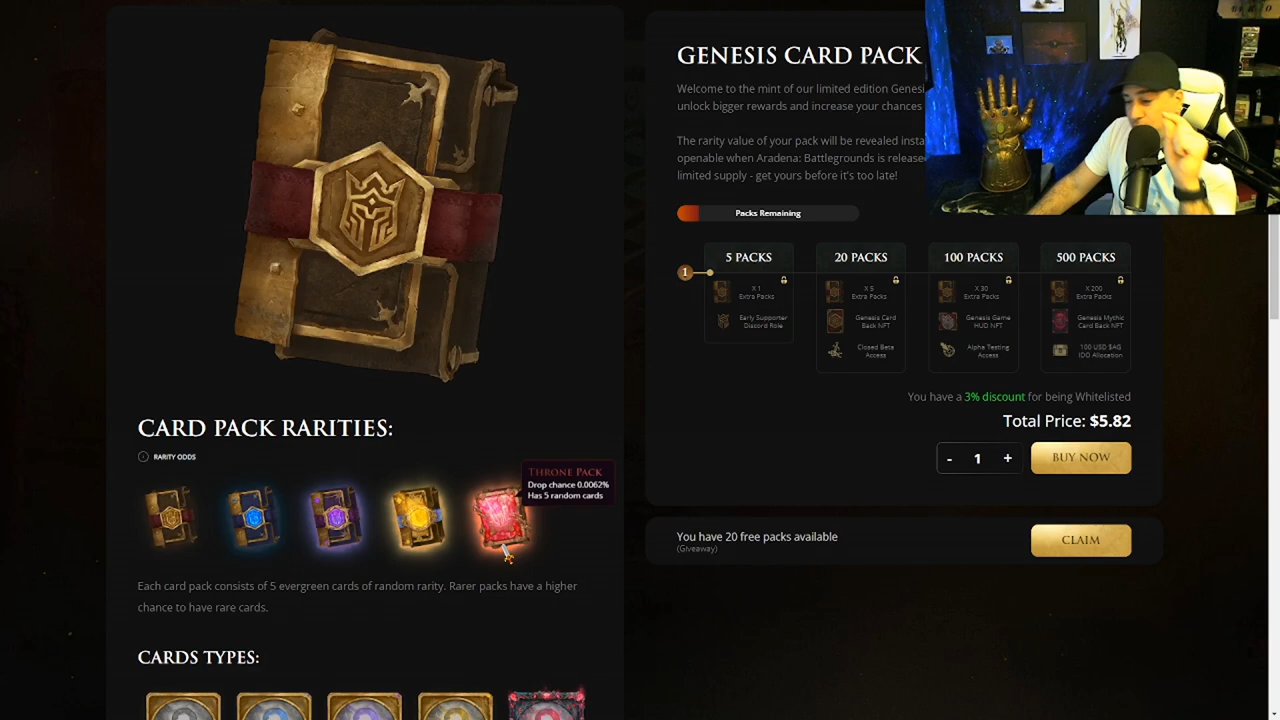 GENESIS CARD PACK
Welcome to the mint of our limited edition Genesi
unlock bigger rewards and increase your chances
The rarity value of your pack will be revealed insta
openable when Aradena: Battlegrounds is release
limited supply - get yours before it's too late!
Packs Remaining
1
5 PACKS
X 1
Extra Packs
Early Supporter
Discord Role
20 PACKS
X 5
Extra Packs
Genesis Card
Back NFT
Closed Beta
Access
100 PACKS
X 30
Extra Packs
Genesis Game
HUD NFT
Alpha Testing
Access
500 PACKS
X 200
Extra Packs
Genesis Mythic
Card Back NFT
100 USD $AG
IDO Allocation
You have a 3% discount for being Whitelisted
Total Price: $5.82
- 1 +
BUY NOW
You have 20 free packs available
(Giveaway)
CLAIM
CARD PACK RARITIES:
RARITY ODDS
THRONE PACK
Drop chance 0.0062%
Has 5 random cards
Each card pack consists of 5 evergreen cards of random rarity. Rarer packs have a higher
chance to have rare cards.
CARDS TYPES: